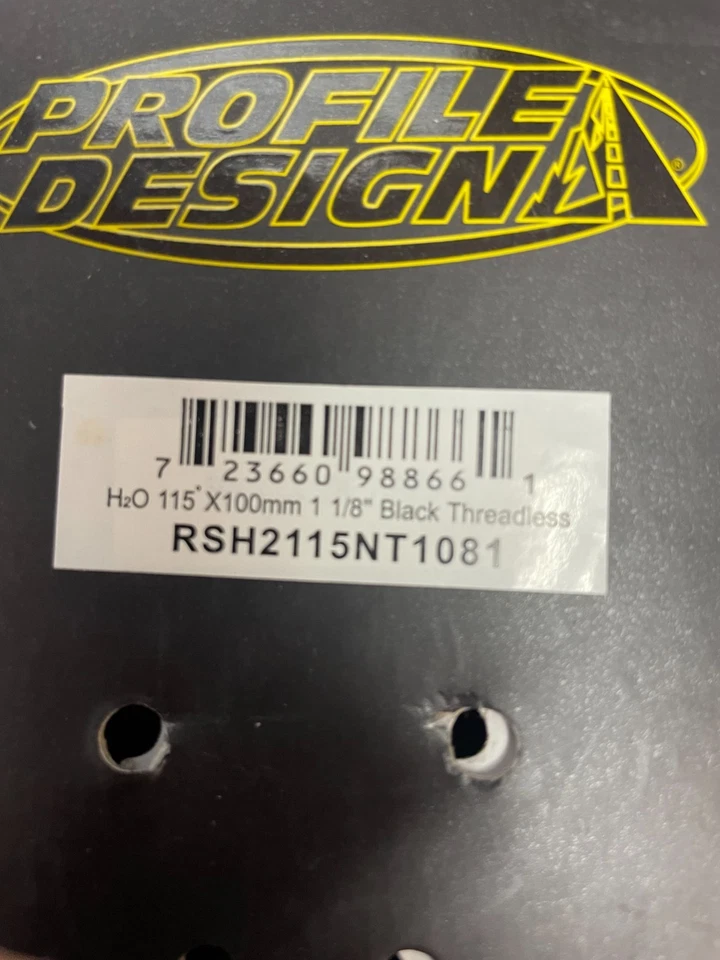 PROFILE
DESIGN
®
7 23660 98866 1
H₂O 115° X100mm 1 1/8" Black Threadless
RSH2115NT1081